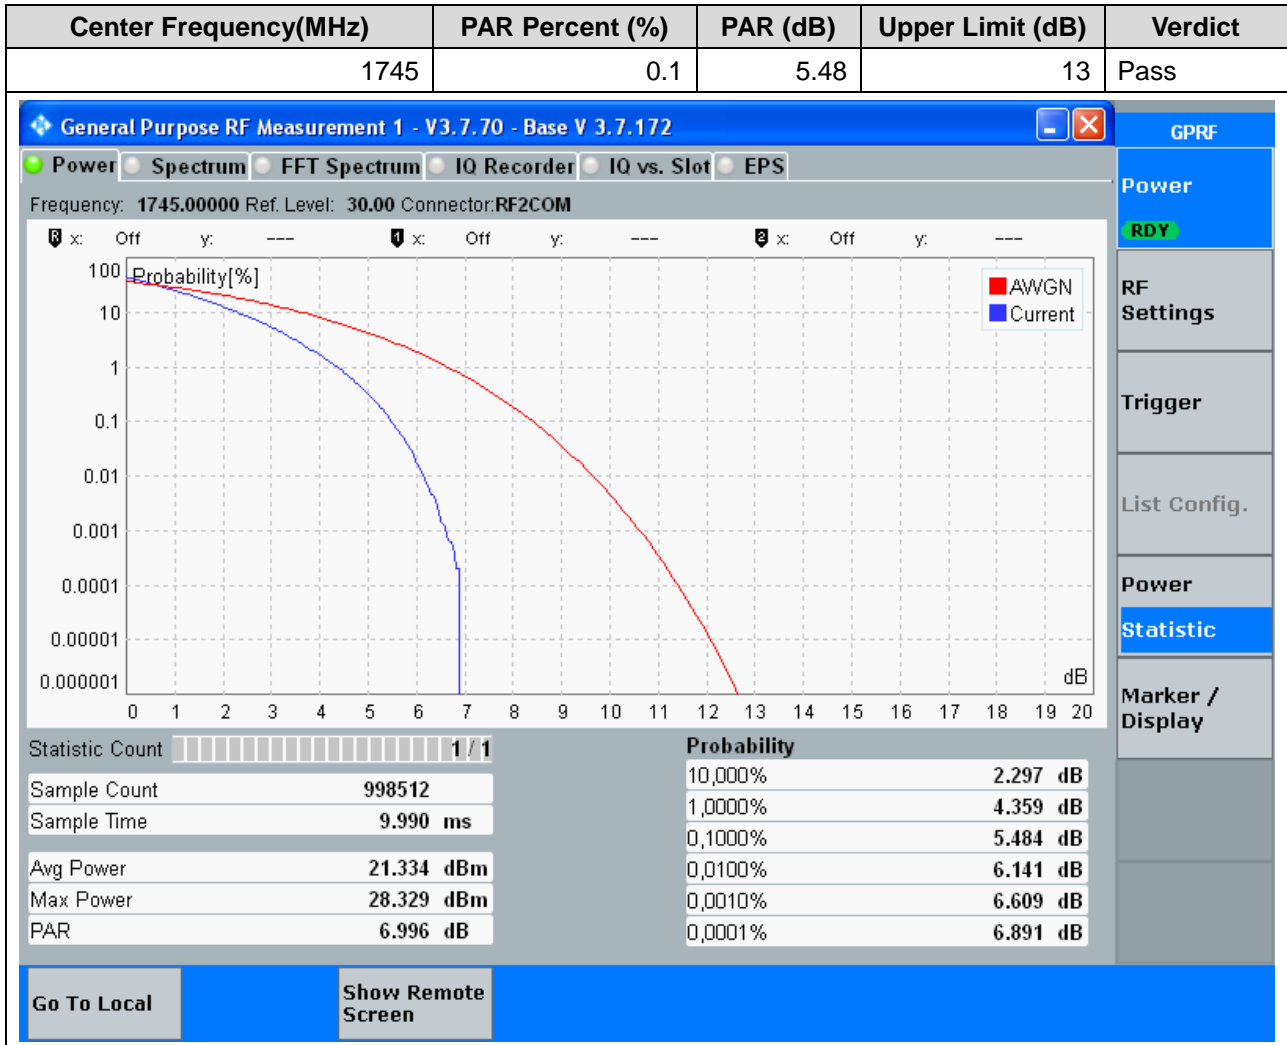 Center Frequency(MHz) PAR Percent (%) PAR (dB) Upper Limit (dB) Verdict
1745 0.1 5.48 13 Pass
General Purpose RF Measurement 1 - V3.7.70 - Base V 3.7.172
GPRF
Power Spectrum FFT Spectrum IQ Recorder IQ vs. Slot EPS
Power
RDY
Frequency: 1745.00000 Ref. Level: 30.00 Connector:RF2COM
R x: Off y: --- 1 x: Off y: --- 2 x: Off y: ---
Probability[%]
AWGN
Current
100
10
1
0.1
0.01
0.001
0.0001
0.00001
0.000001
dB
0 1 2 3 4 5 6 7 8 9 10 11 12 13 14 15 16 17 18 19 20
RF
Settings
Trigger
List Config.
Power
Statistic
Marker /
Display
Statistic Count 1 / 1
Sample Count 998512
Sample Time 9.990 ms
Avg Power 21.334 dBm
Max Power 28.329 dBm
PAR 6.996 dB
Probability
10,000% 2.297 dB
1,0000% 4.359 dB
0,1000% 5.484 dB
0,0100% 6.141 dB
0,0010% 6.609 dB
0,0001% 6.891 dB
Go To Local
Show Remote
Screen